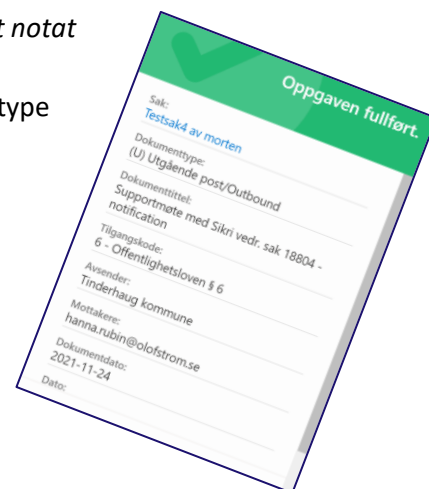 t notat
type
Oppgaven fullført.
Sak:
Testsak4 av morten
Dokumenttype:
(U) Utgående post/Outbound
Dokumenttittel:
Supportmøte med Sikri vedr. sak 18804 -
notification
Tilgangskode:
6 - Offentlighetsloven § 6
Avsender:
Tinderhaug kommune
Mottakere:
hanna.rubin@olofstrom.se
Dokumentdato:
2021-11-24
Dato: